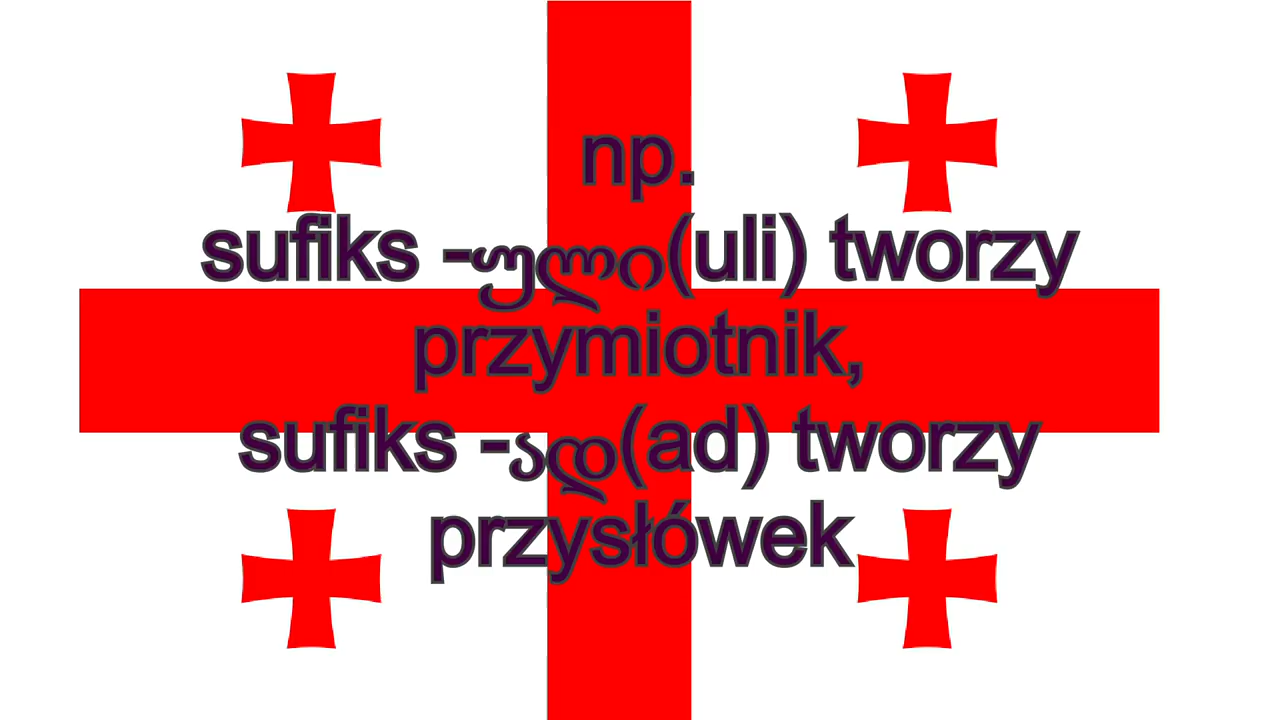 np.
sufiks -ული(uli) tworzy
przymiotnik,
sufiks -ად(ad) tworzy
przysłówek